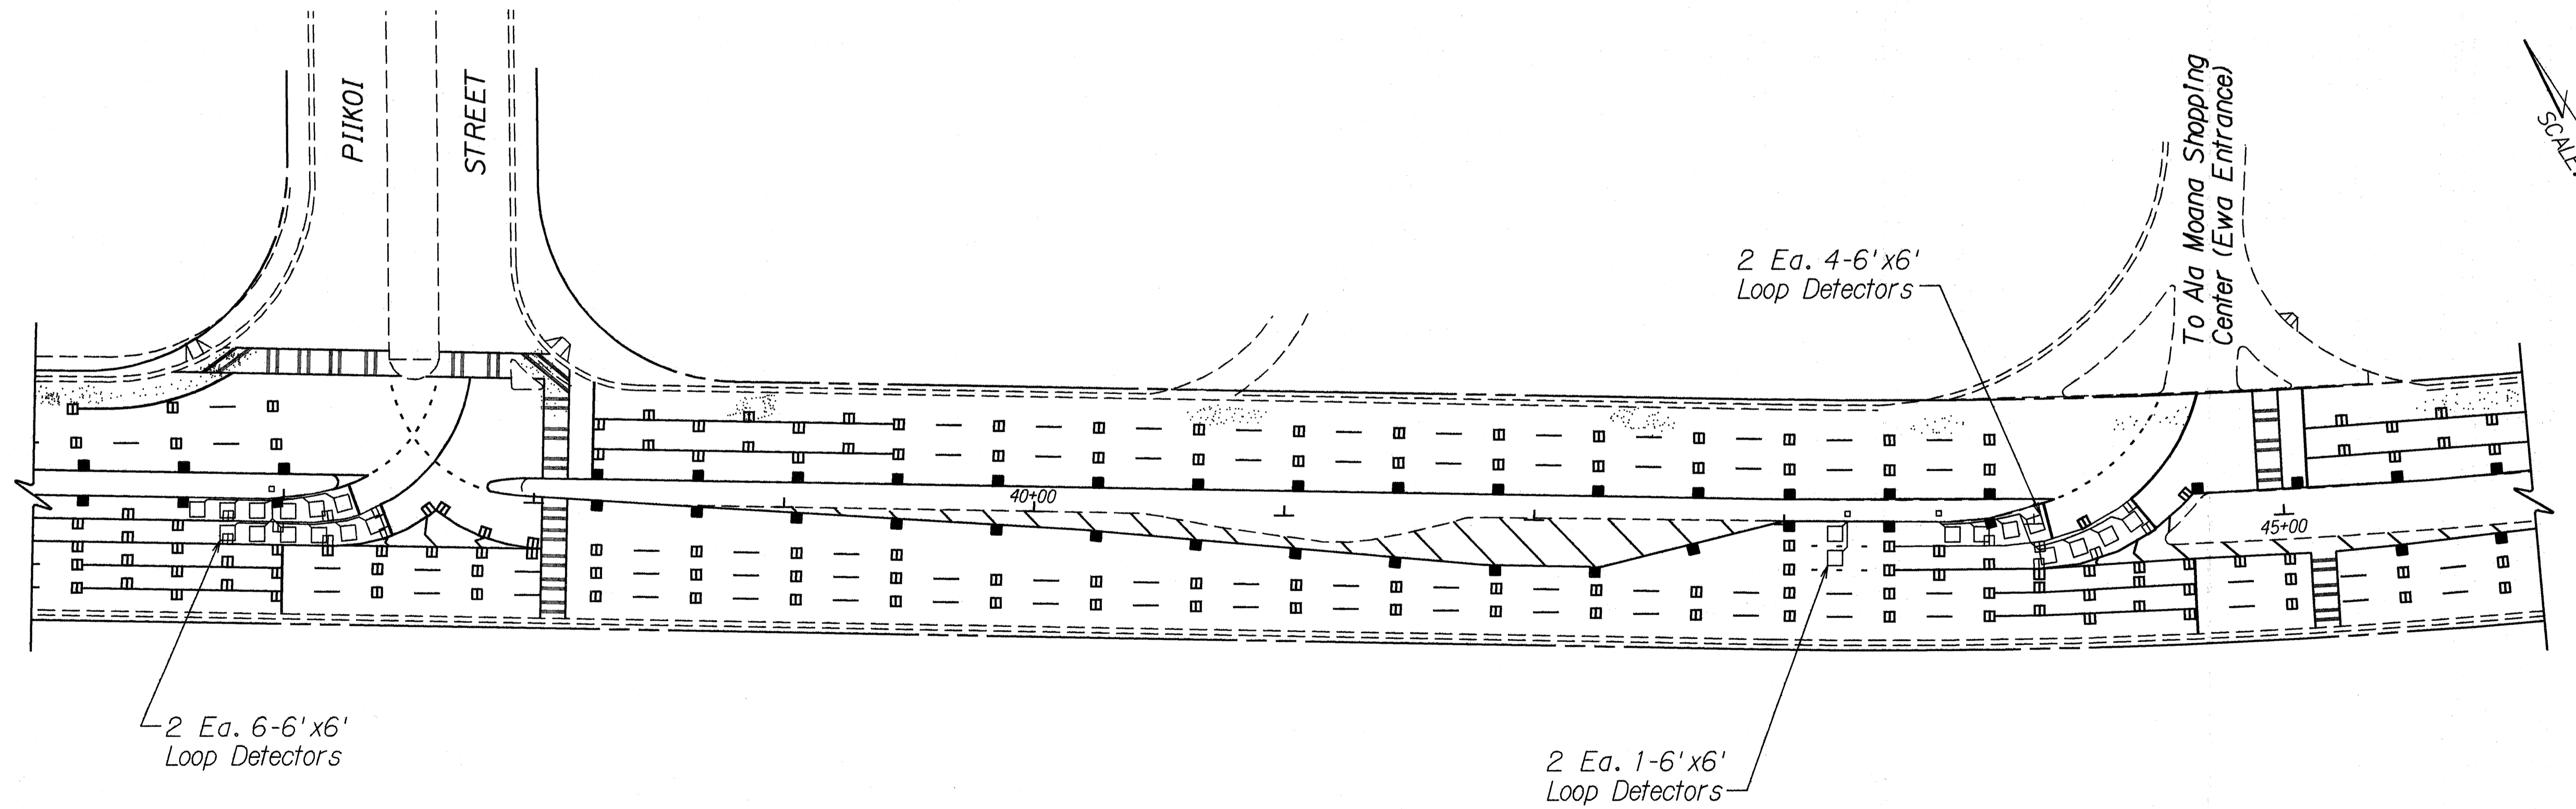 PIIKOI
STREET
To Ala Moana Shopping
Center (Ewa Entrance)
SCALE:
2 Ea. 4-6'x6'
Loop Detectors
40+00
45+00
2 Ea. 6-6'x6'
Loop Detectors
2 Ea. 1-6'x6'
Loop Detectors